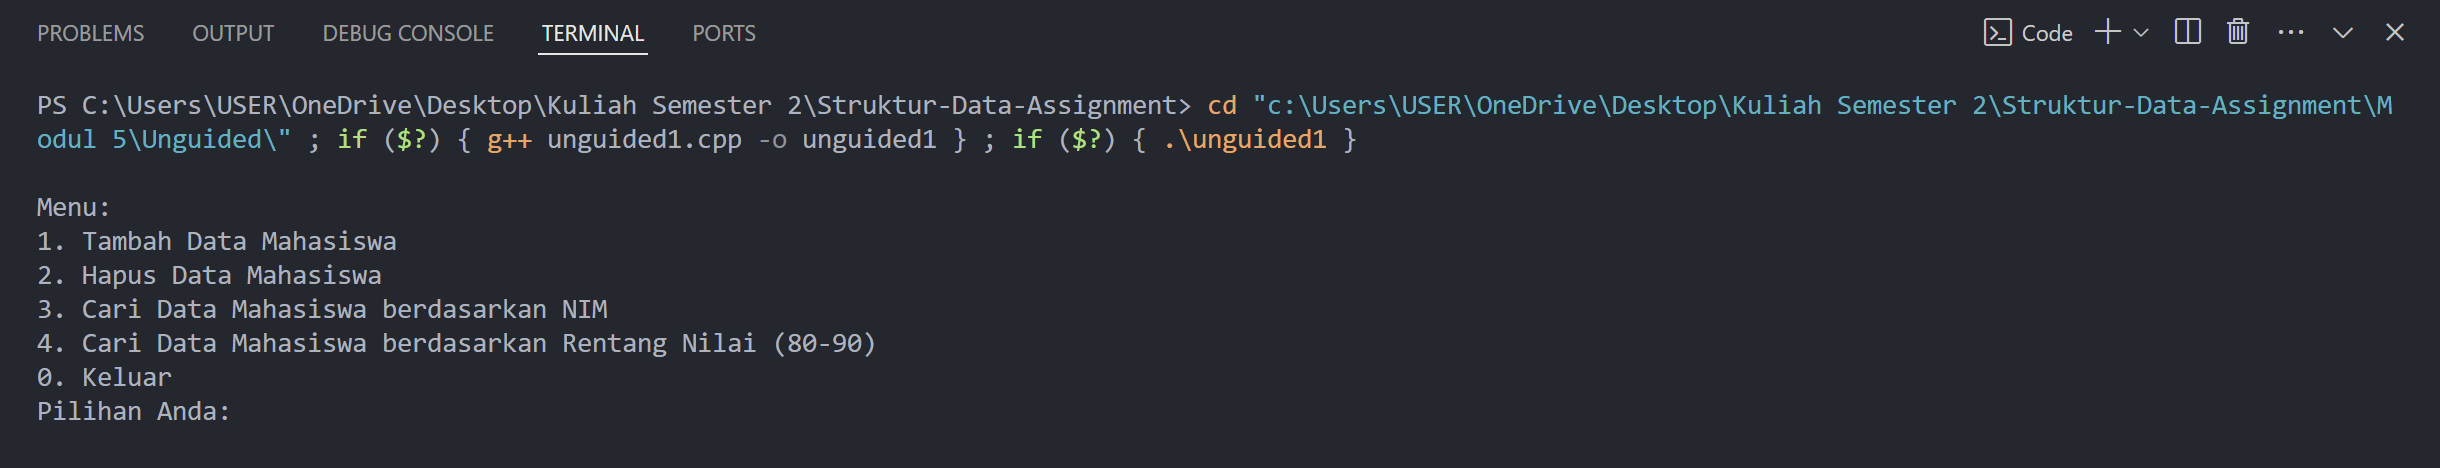 PROBLEMS OUTPUT DEBUG CONSOLE TERMINAL PORTS Code
PS C:\Users\USER\OneDrive\Desktop\Kuliah Semester 2\Struktur-Data-Assignment> cd "c:\Users\USER\OneDrive\Desktop\Kuliah Semester 2\Struktur-Data-Assignment\M
odul 5\Unguided\" ; if ($?) { g++ unguided1.cpp -o unguided1 } ; if ($?) { .\unguided1 }
Menu:
1. Tambah Data Mahasiswa
2. Hapus Data Mahasiswa
3. Cari Data Mahasiswa berdasarkan NIM
4. Cari Data Mahasiswa berdasarkan Rentang Nilai (80-90)
0. Keluar
Pilihan Anda: